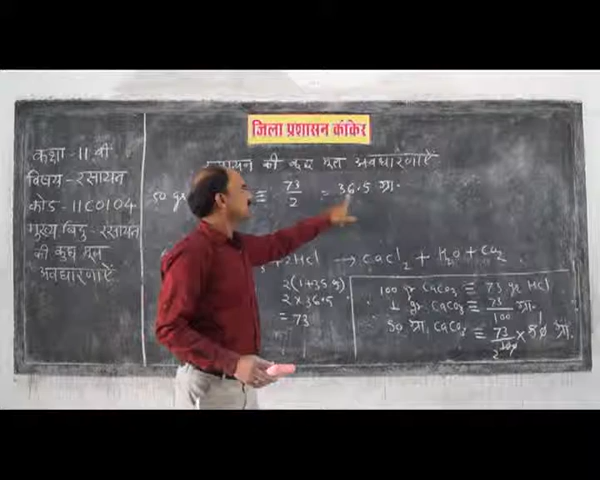 जिला प्रशासन कांकेर
कक्षा - 11 वीं
विषय - रसायन
कोड - 11C0104
मुख्य बिंदु - रसायन
की कुछ मूल
अवधारणाऐं
रसायन की कुछ मूल अवधारणाऐं
50 gr ≡ 73/2 = 36.5 ग्रा.
+2HCl → CaCl2 + H2O + CO2
2(1+35.5)
2 × 36.5
= 73
100 gr CaCO3 ≡ 73 gr HCl
1 gr CaCO3 ≡ 73/100 ग्रा.
50 ग्रा. CaCO3 ≡ 73/100 × 50 ग्रा.